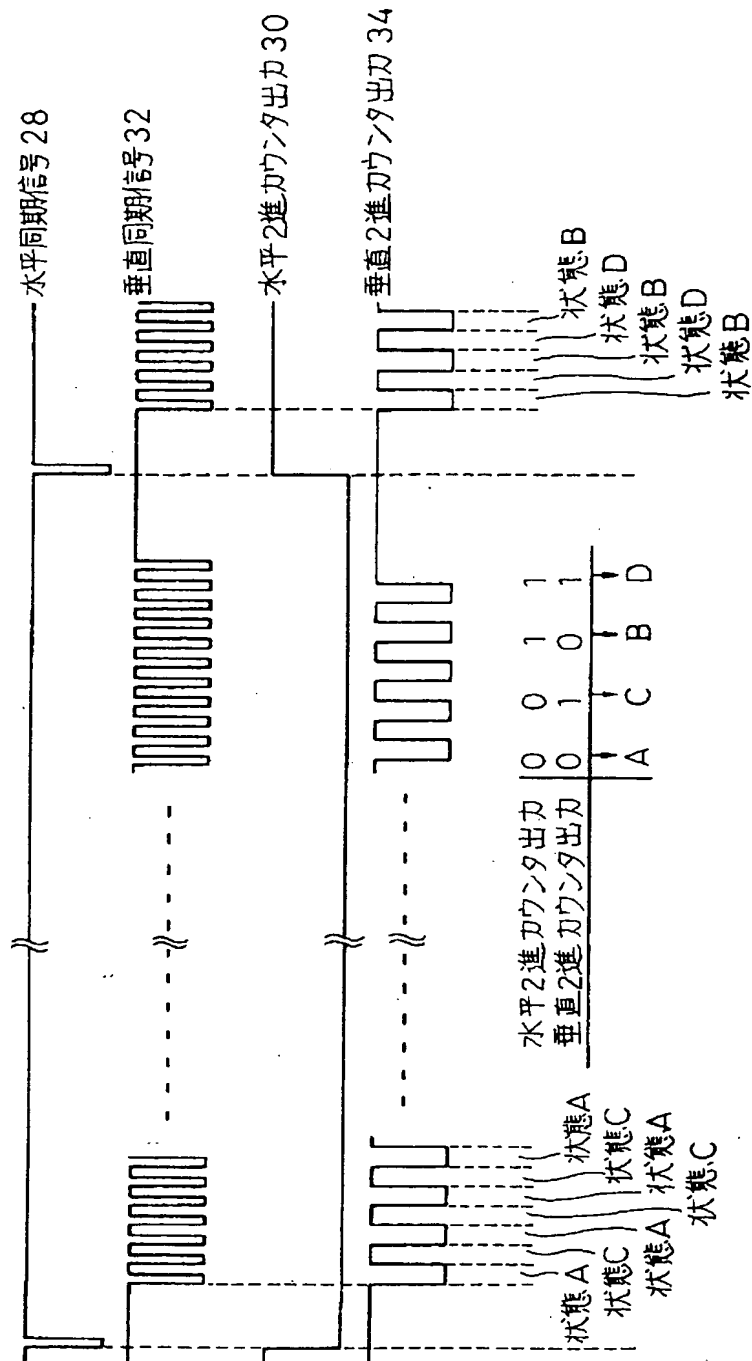 水平同期信号28
垂直同期信号32
水平2進カウンタ出力30
垂直2進カウンタ出力34
状態A
状態C
状態A
状態C
状態A
状態C
状態A
水平2進カウンタ出力 0 0 1 1
垂直2進カウンタ出力 0 1 0 1
A C B D
状態B
状態D
状態B
状態D
状態B